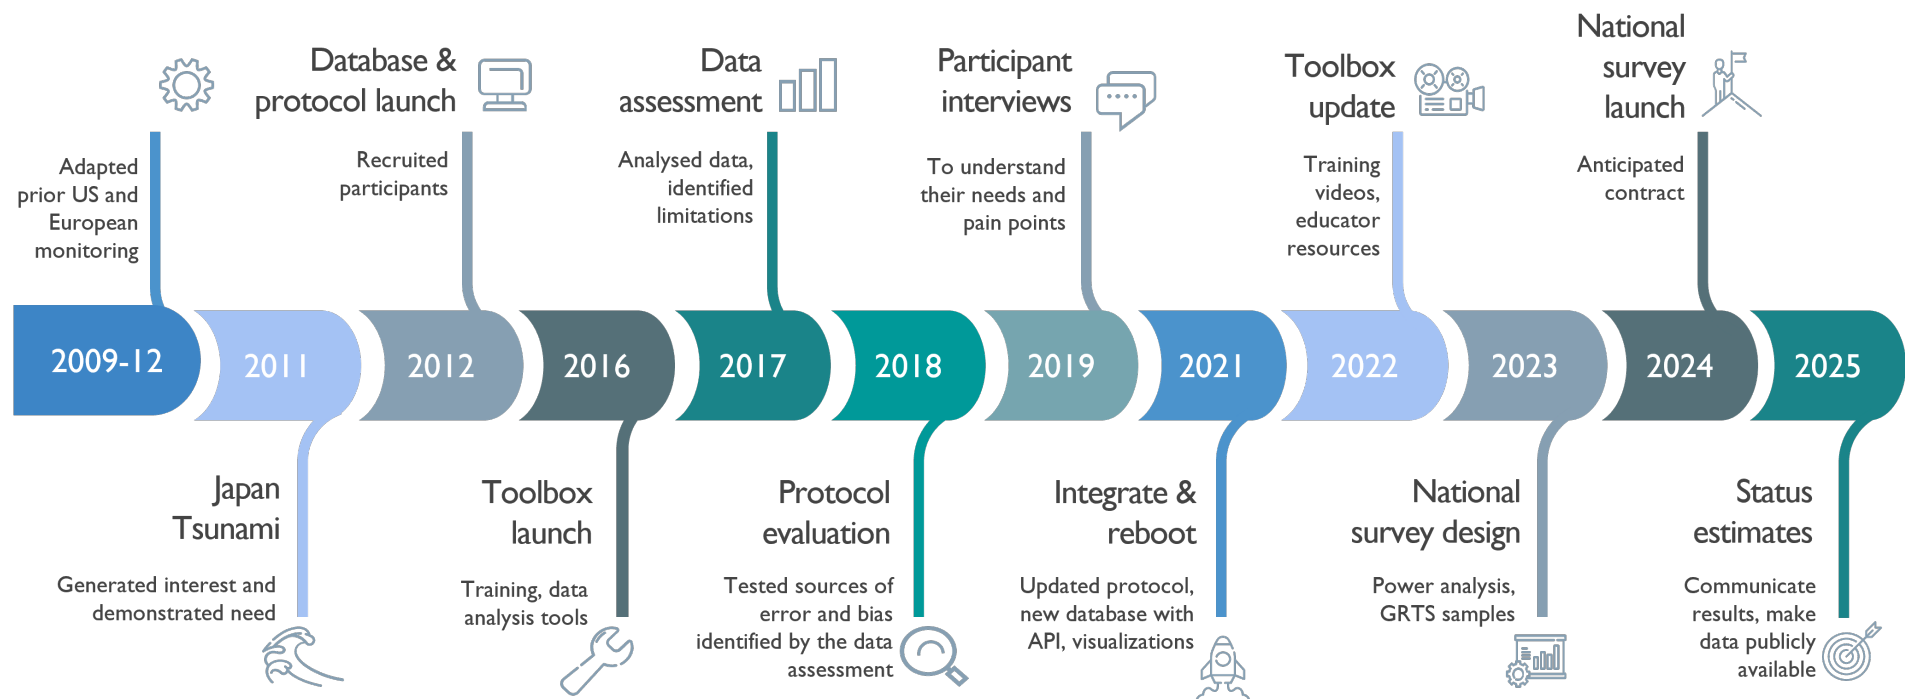 Adapted
prior US and
European
monitoring
Database &
protocol launch
Recruited
participants
Data
assessment
Analysed data,
identified
limitations
Participant
interviews
To understand
their needs and
pain points
Toolbox
update
Training
videos,
educator
resources
National
survey
launch
Anticipated
contract
2009-12
2011
2012
2016
2017
2018
2019
2021
2022
2023
2024
2025
Japan
Tsunami
Generated interest and
demonstrated need
Toolbox
launch
Training, data
analysis tools
Protocol
evaluation
Tested sources of
error and bias
identified by the data
assessment
Integrate &
reboot
Updated protocol,
new database with
API, visualizations
National
survey design
Power analysis,
GRTS samples
Status
estimates
Communicate
results, make
data publicly
available